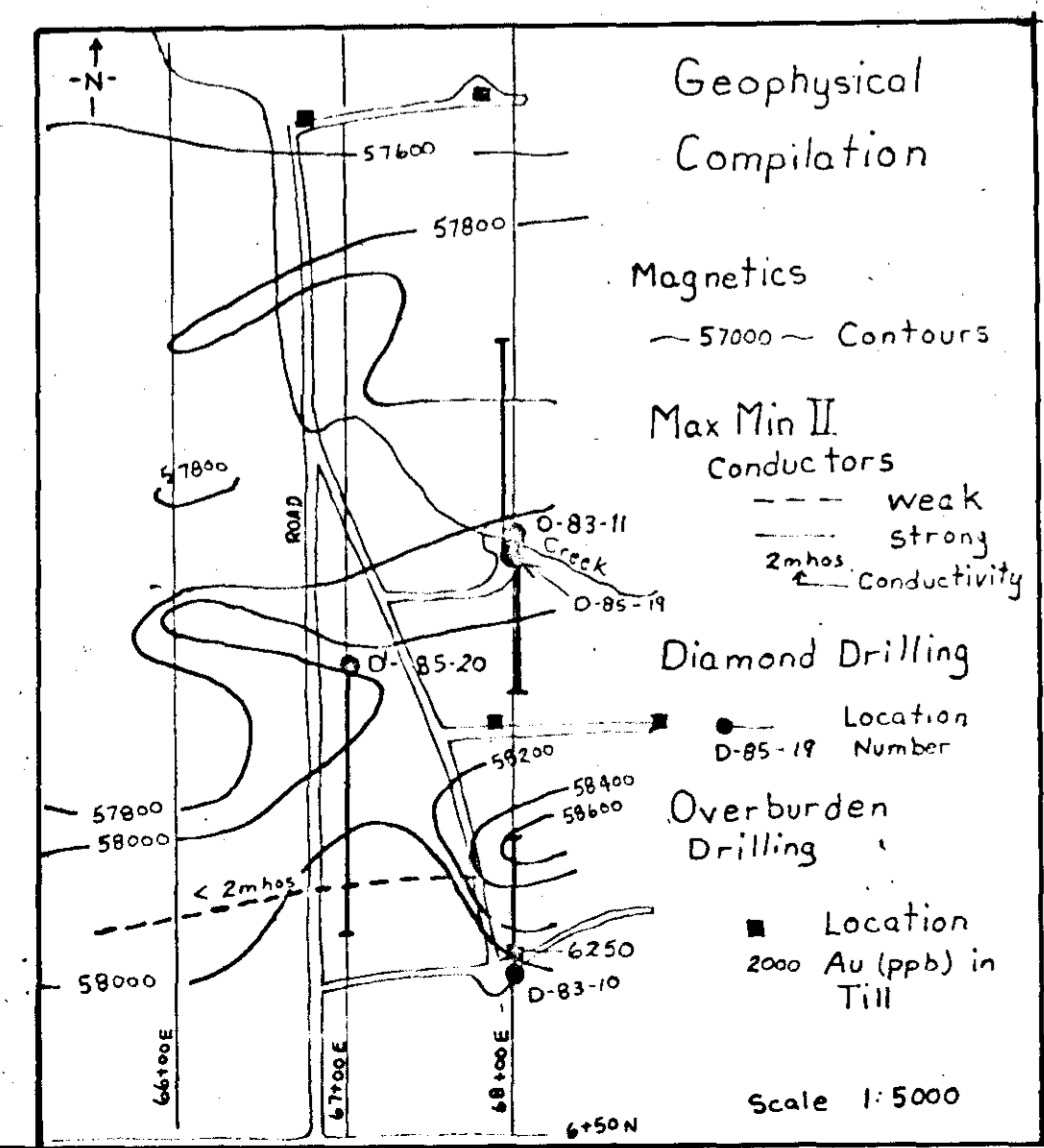 -N-
Geophysical
Compilation
57600
57800
Magnetics
57000 Contours
Max Min II
Conductors
weak
strong
2mhos
Conductivity
57800
ROAD
D-83-11
Creek
D-85-19
D-85-20
Diamond Drilling
Location
D-85-19 Number
58200
58400
58600
57800
58000
Overburden
Drilling
< 2mhos
Location
2000 Au (ppb) in
Till
6250
D-83-10
58000
66+00E
67+00E
68+00E
Scale 1:5000
6+50N